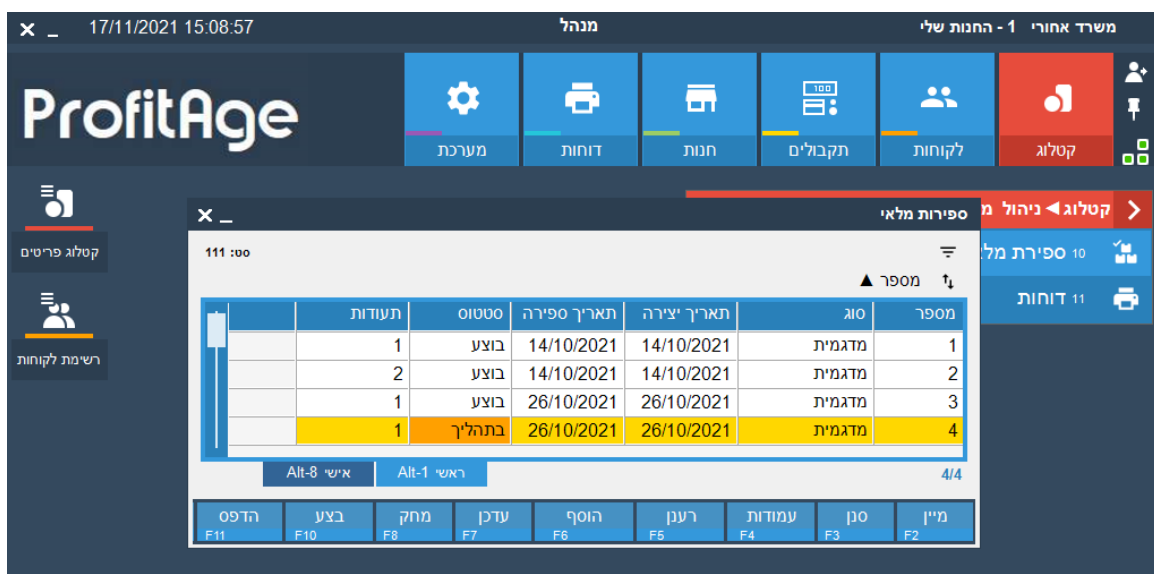 משרד אחורי 1 - החנות שלי
מנהל
17/11/2021 15:08:57
ProfitAge
קטלוג
לקוחות
תקבולים
חנות
דוחות
מערכת
קטלוג ◄ ניהול מ
10 ספירת מל
11 דוחות
קטלוג פריטים
רשימת לקוחות
ספירות מלאי
סט: 111
מספר ▲
מספר סוג תאריך יצירה תאריך ספירה סטטוס תעודות
1 מדגמית 14/10/2021 14/10/2021 בוצע 1
2 מדגמית 14/10/2021 14/10/2021 בוצע 2
3 מדגמית 26/10/2021 26/10/2021 בוצע 1
4 מדגמית 26/10/2021 26/10/2021 בתהליך 1
4/4
ראשי Alt-1
אישי Alt-8
מיין F2
סנן F3
עמודות F4
רענן F5
הוסף F6
עדכן F7
מחק F8
בצע F10
הדפס F11